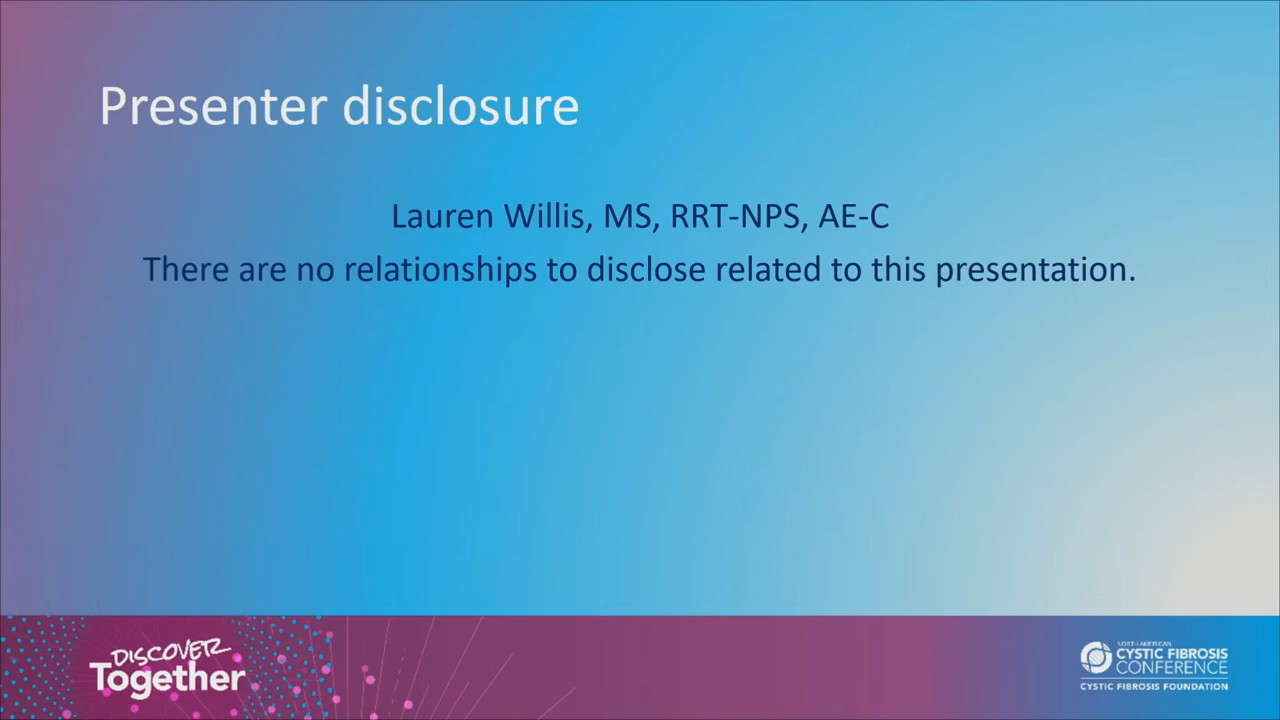 Presenter disclosure
Lauren Willis, MS, RRT-NPS, AE-C
There are no relationships to disclose related to this presentation.
DISCOVER
Together
NORTH AMERICAN
CYSTIC FIBROSIS
CONFERENCE
CYSTIC FIBROSIS FOUNDATION